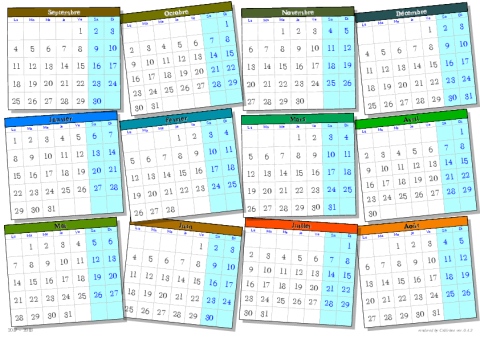 Septembre
Lu Ma Me Je Ve Sa Di
1 2 3
4 5 6 7 8 9 10
11 12 13 14 15 16 17
18 19 20 21 22 23 24
25 26 27 28 29 30
Octobre
Lu Ma Me Je Ve Sa Di
1
2 3 4 5 6 7 8
9 10 11 12 13 14 15
16 17 18 19 20 21 22
23 24 25 26 27 28 29
30 31
Novembre
Lu Ma Me Je Ve Sa Di
1 2 3 4 5
6 7 8 9 10 11 12
13 14 15 16 17 18 19
20 21 22 23 24 25 26
27 28 29 30
Décembre
Lu Ma Me Je Ve Sa Di
1 2 3
4 5 6 7 8 9 10
11 12 13 14 15 16 17
18 19 20 21 22 23 24
25 26 27 28 29 30 31
Janvier
Lu Ma Me Je Ve Sa Di
1 2 3 4 5 6 7
8 9 10 11 12 13 14
15 16 17 18 19 20 21
22 23 24 25 26 27 28
29 30 31
Février
Lu Ma Me Je Ve Sa Di
1 2 3 4
5 6 7 8 9 10 11
12 13 14 15 16 17 18
19 20 21 22 23 24 25
26 27 28
Mars
Lu Ma Me Je Ve Sa Di
1 2 3 4
5 6 7 8 9 10 11
12 13 14 15 16 17 18
19 20 21 22 23 24 25
26 27 28 29 30 31
Avril
Lu Ma Me Je Ve Sa Di
1
2 3 4 5 6 7 8
9 10 11 12 13 14 15
16 17 18 19 20 21 22
23 24 25 26 27 28 29
30
Mai
Lu Ma Me Je Ve Sa Di
1 2 3 4 5 6
7 8 9 10 11 12 13
14 15 16 17 18 19 20
21 22 23 24 25 26 27
28 29 30 31
Juin
Lu Ma Me Je Ve Sa Di
1 2 3
4 5 6 7 8 9 10
11 12 13 14 15 16 17
18 19 20 21 22 23 24
25 26 27 28 29 30
Juillet
Lu Ma Me Je Ve Sa Di
1
2 3 4 5 6 7 8
9 10 11 12 13 14 15
16 17 18 19 20 21 22
23 24 25 26 27 28 29
30 31
Août
Lu Ma Me Je Ve Sa Di
1 2 3 4 5
6 7 8 9 10 11 12
13 14 15 16 17 18 19
20 21 22 23 24 25 26
27 28 29 30 31